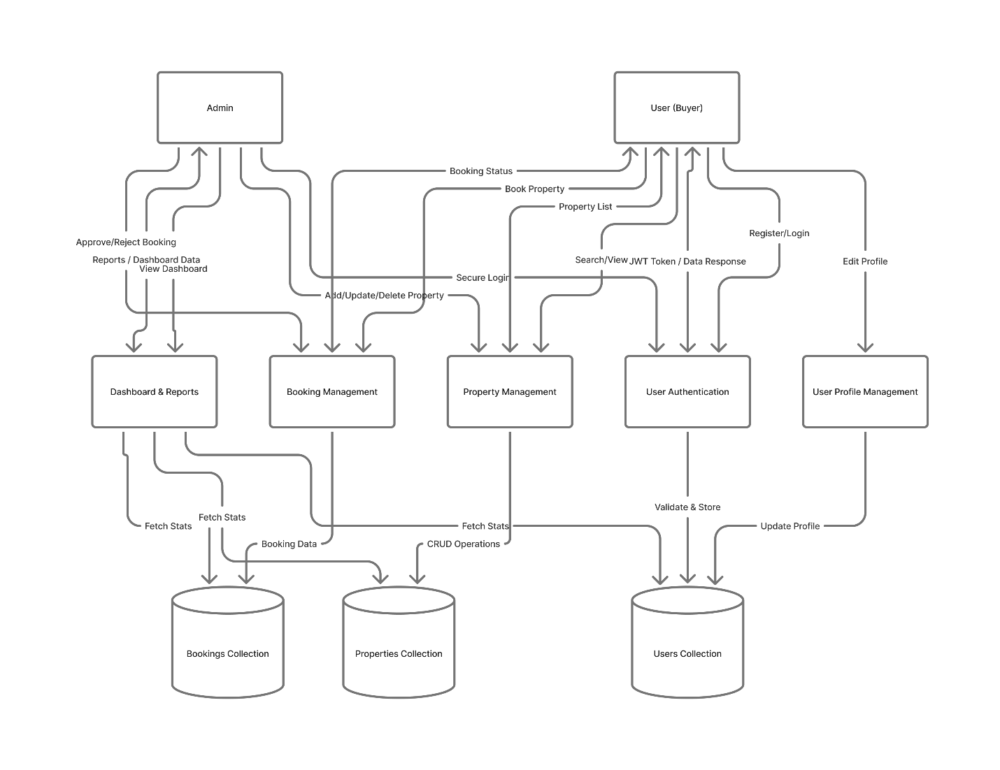 Admin
User (Buyer)
Booking Status
Book Property
Property List
Register/Login
Approve/Reject Booking
Reports / Dashboard Data
View Dashboard
Search/View
JWT Token / Data Response
Edit Profile
Secure Login
Add/Update/Delete Property
Dashboard & Reports
Booking Management
Property Management
User Authentication
User Profile Management
Validate & Store
Fetch Stats
Fetch Stats
Fetch Stats
Update Profile
Booking Data
CRUD Operations
Bookings Collection
Properties Collection
Users Collection